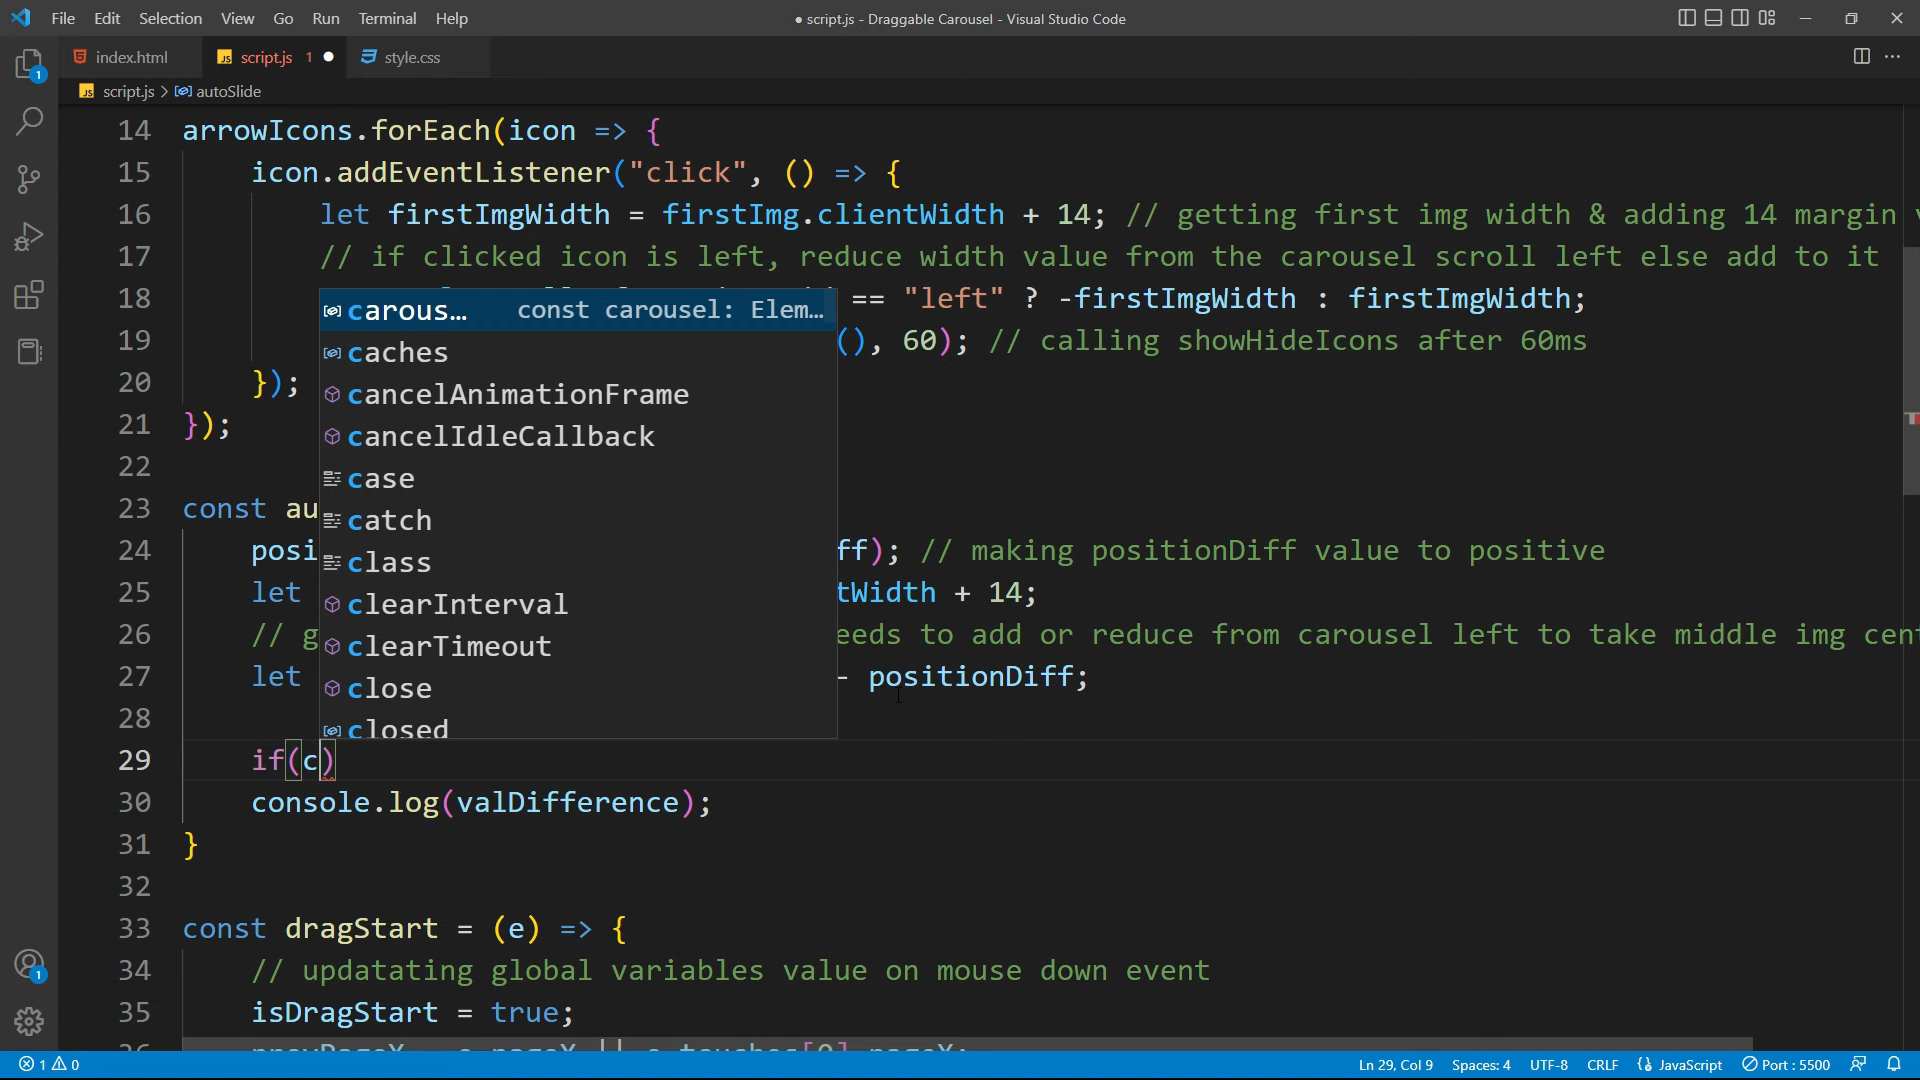 File Edit Selection View Go Run Terminal Help
● script.js - Draggable Carousel - Visual Studio Code
index.html
script.js 1
style.css
script.js > autoSlide
14 arrowIcons.forEach(icon => {
15 icon.addEventListener("click", () => {
16 let firstImgWidth = firstImg.clientWidth + 14; // getting first img width & adding 14 margin
17 // if clicked icon is left, reduce width value from the carousel scroll left else add to it
18 == "left" ? -firstImgWidth : firstImgWidth;
19 (), 60); // calling showHideIcons after 60ms
20 });
21 });
22
23 const au
24 posi ff); // making positionDiff value to positive
25 let tWidth + 14;
26 // g eeds to add or reduce from carousel left to take middle img cent
27 let - positionDiff;
28
29 if(c)
30 console.log(valDifference);
31 }
32
33 const dragStart = (e) => {
34 // updatating global variables value on mouse down event
35 isDragStart = true;
carous… const carousel: Elem…
caches
cancelAnimationFrame
cancelIdleCallback
case
catch
class
clearInterval
clearTimeout
close
closed
1
1
1 0
Ln 29, Col 9 Spaces: 4 UTF-8 CRLF {} JavaScript Port : 5500